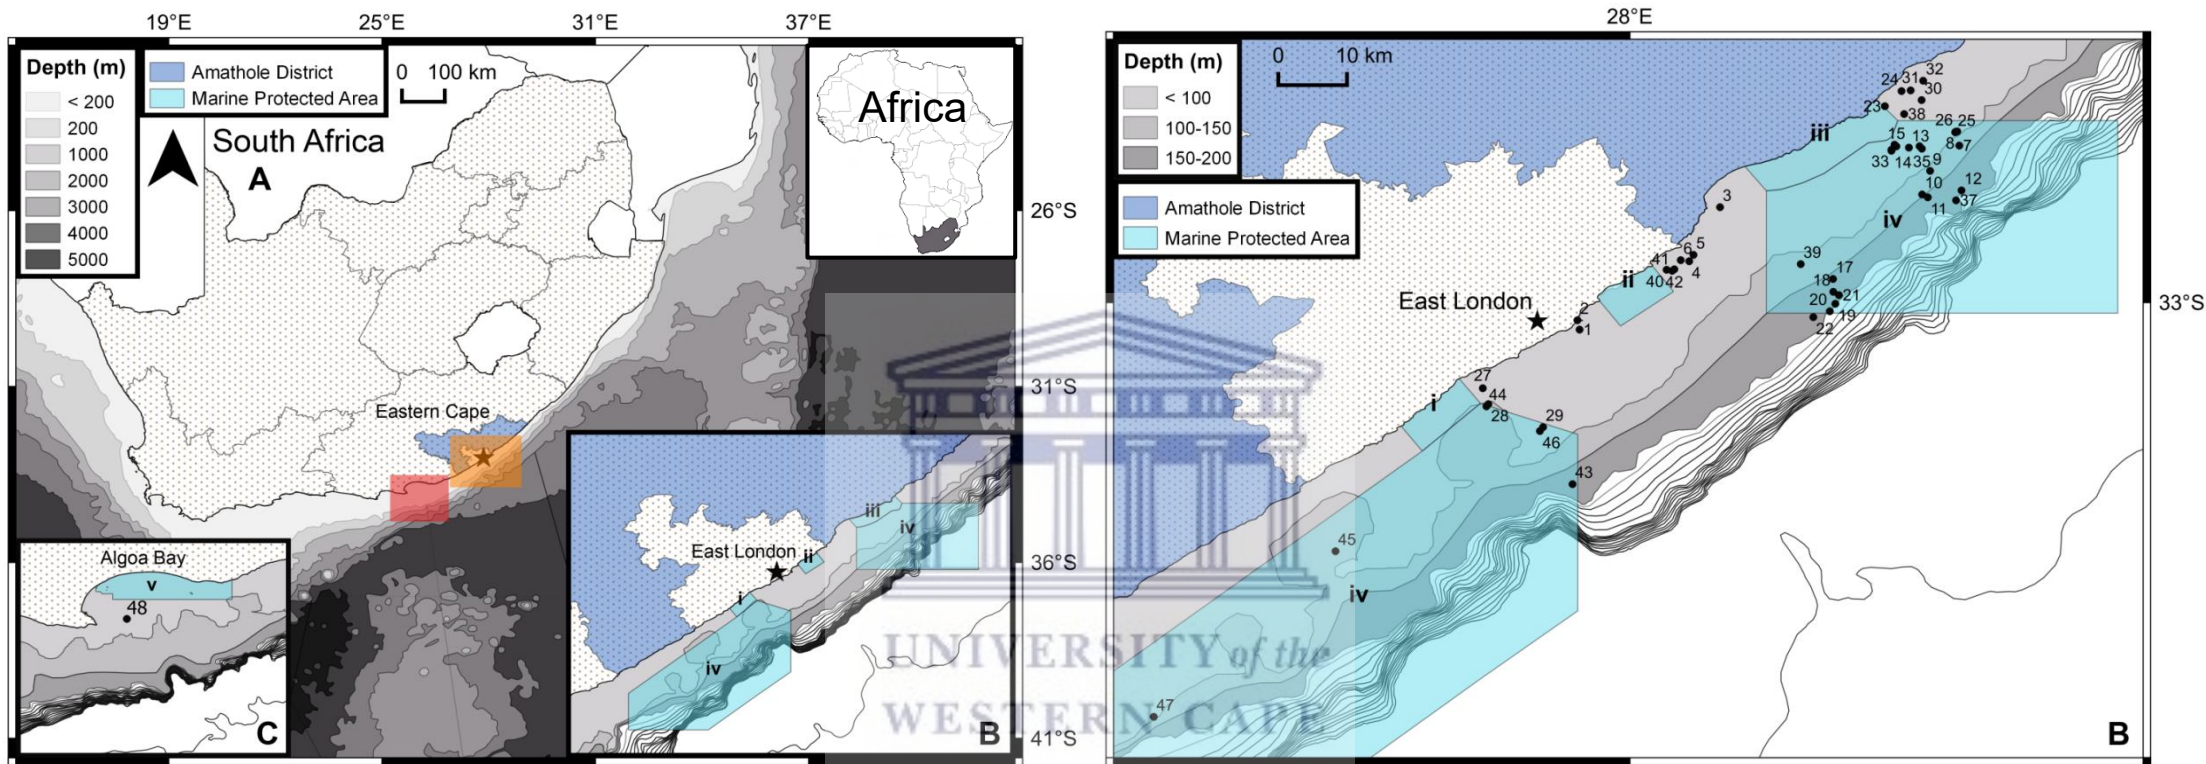 19°E 25°E 31°E 37°E
Depth (m)
< 200
200
1000
2000
3000
4000
5000
Amathole District
Marine Protected Area
0 100 km
South Africa
A
Africa
26°S
31°S
36°S
41°S
Eastern Cape
Algoa Bay
v
48
C
East London
i
ii
iii
iv
iv
B
28°E
Depth (m)
< 100
100-150
150-200
0 10 km
Amathole District
Marine Protected Area
33°S
24 31 32
30
23
38
26 25
iii
15 13 8 7
33 14 35 9
10 12
11 37
iv
3
5
6
41 4
40 42
ii
39
17
18
21
20 19
22
East London
2
1
27
44
28
i
29
46
43
45
iv
47
B
UNIVERSITY of the
WESTERN CAPE